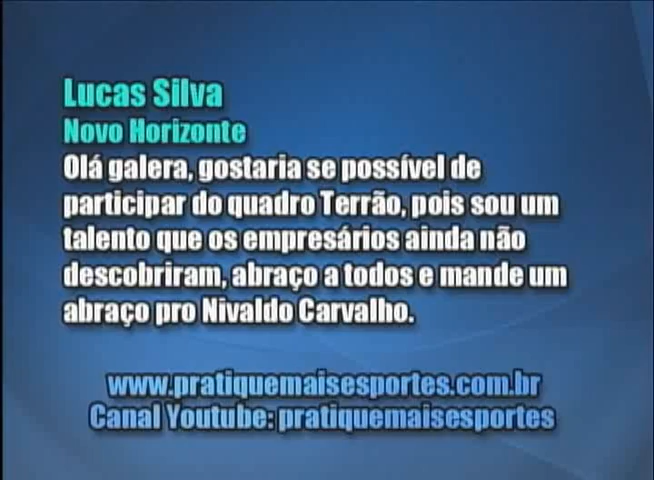 Lucas Silva
Novo Horizonte
Olá galera, gostaria se possível de
participar do quadro Terrão, pois sou um
talento que os empresários ainda não
descobriram, abraço a todos e mande um
abraço pro Nivaldo Carvalho.
www.pratiquemaisesportes.com.br
Canal Youtube: pratiquemaisesportes